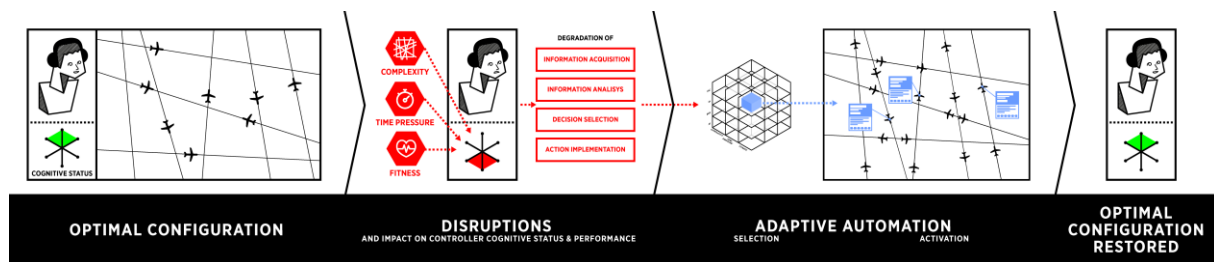 COGNITIVE STATUS
OPTIMAL CONFIGURATION
COMPLEXITY
TIME PRESSURE
FITNESS
DEGRADATION OF
INFORMATION ACQUISITION
INFORMATION ANALISYS
DECISION SELECTION
ACTION IMPLEMENTATION
DISRUPTIONS
AND IMPACT ON CONTROLLER COGNITIVE STATUS & PERFORMANCE
ADAPTIVE AUTOMATION
SELECTION
ACTIVATION
OPTIMAL
CONFIGURATION
RESTORED